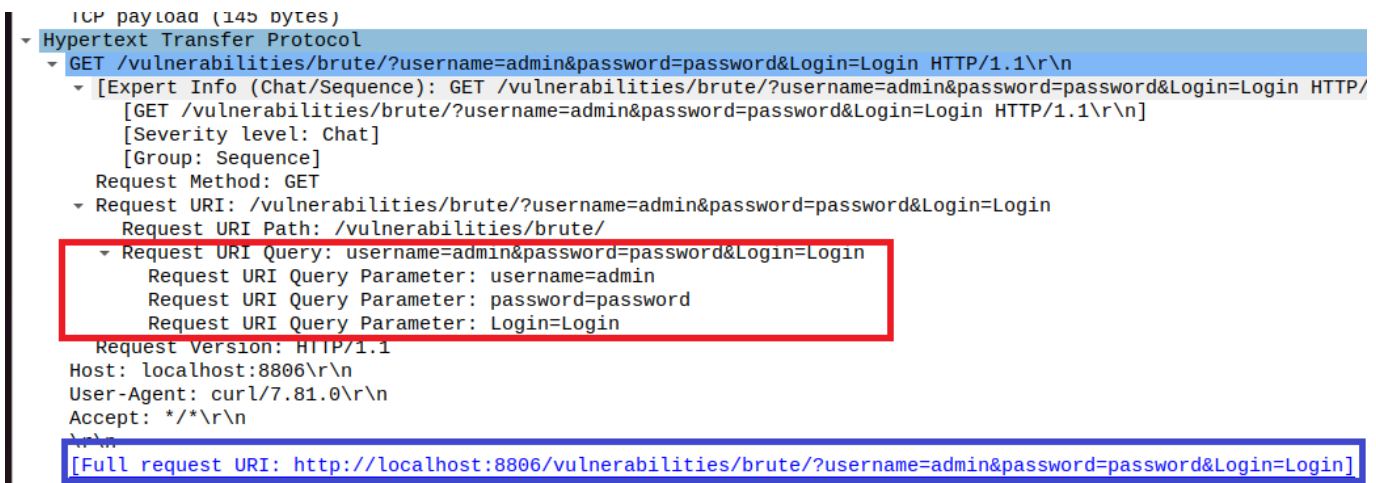 TCP payload (145 bytes)
Hypertext Transfer Protocol
GET /vulnerabilities/brute/?username=admin&password=password&Login=Login HTTP/1.1\r\n
[Expert Info (Chat/Sequence): GET /vulnerabilities/brute/?username=admin&password=password&Login=Login HTTP/
[GET /vulnerabilities/brute/?username=admin&password=password&Login=Login HTTP/1.1\r\n]
[Severity level: Chat]
[Group: Sequence]
Request Method: GET
Request URI: /vulnerabilities/brute/?username=admin&password=password&Login=Login
Request URI Path: /vulnerabilities/brute/
Request URI Query: username=admin&password=password&Login=Login
Request URI Query Parameter: username=admin
Request URI Query Parameter: password=password
Request URI Query Parameter: Login=Login
Request Version: HTTP/1.1
Host: localhost:8806\r\n
User-Agent: curl/7.81.0\r\n
Accept: */*\r\n
\r\n
[Full request URI: http://localhost:8806/vulnerabilities/brute/?username=admin&password=password&Login=Login]